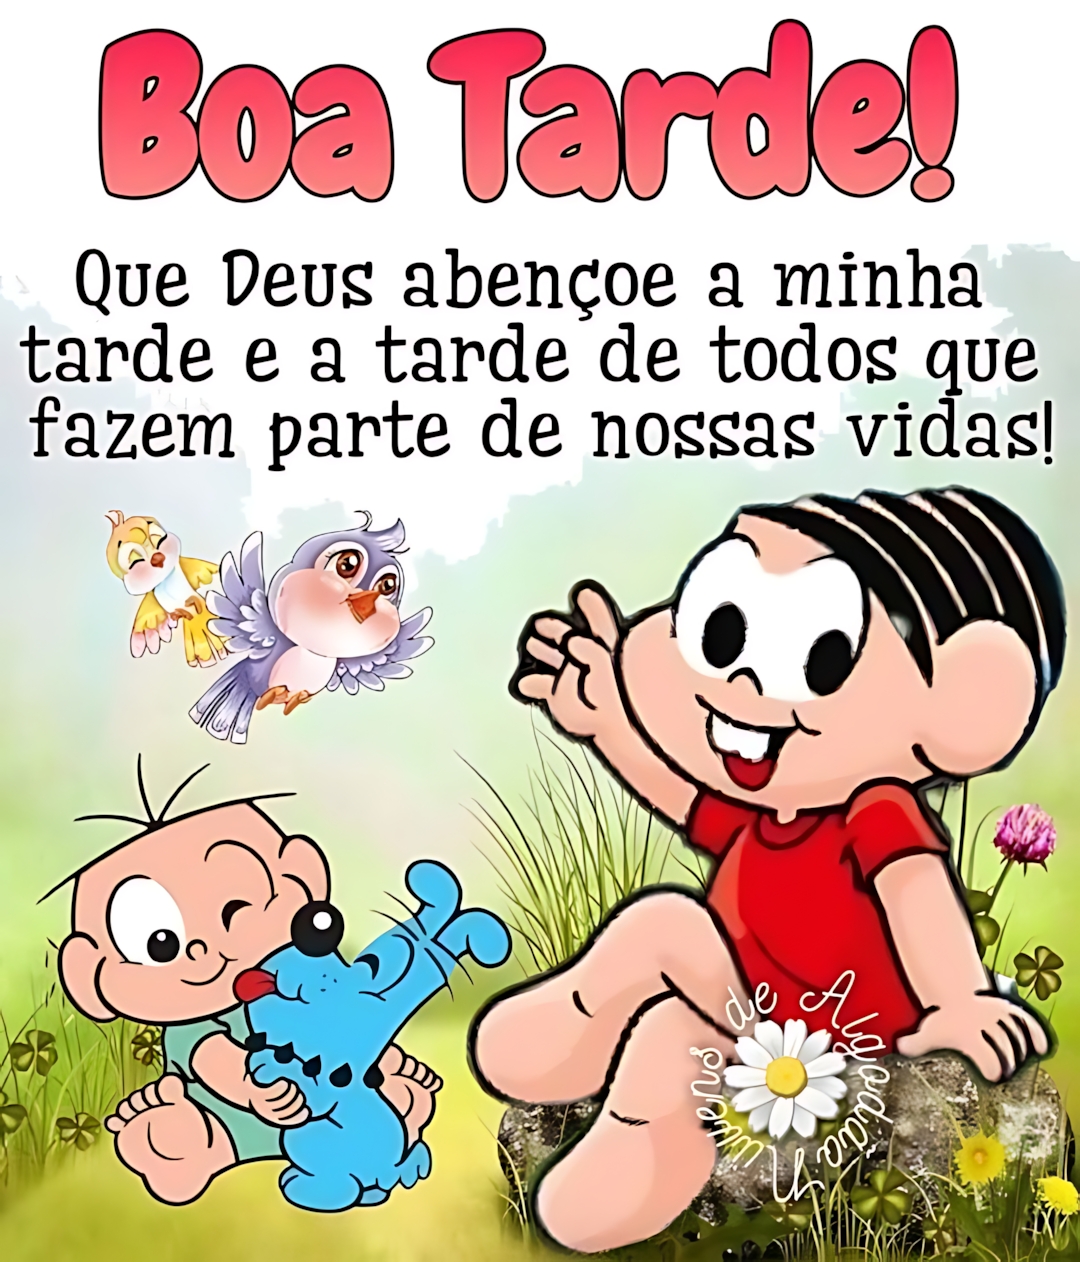 Boa Tarde!
Que Deus abençoe a minha
tarde e a tarde de todos que
fazem parte de nossas vidas!
Nuvens de Algodão